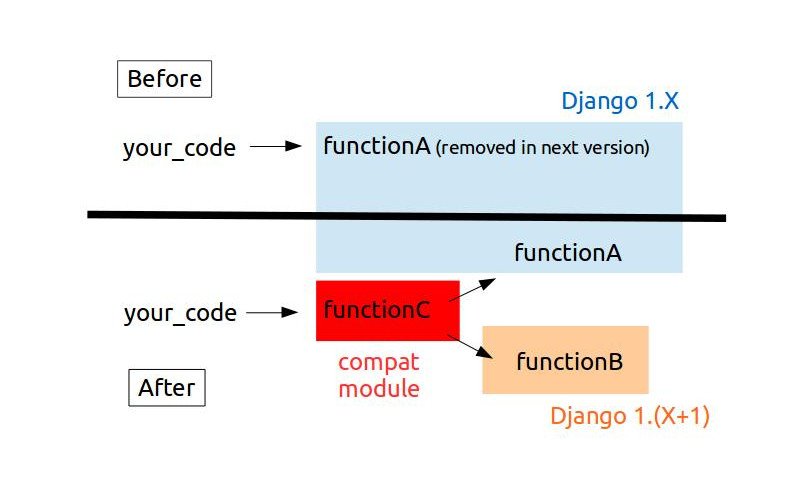 Before
Django 1.X
your_code
functionA (removed in next version)
functionA
your_code
functionC
compat
module
functionB
After
Django 1.(X+1)